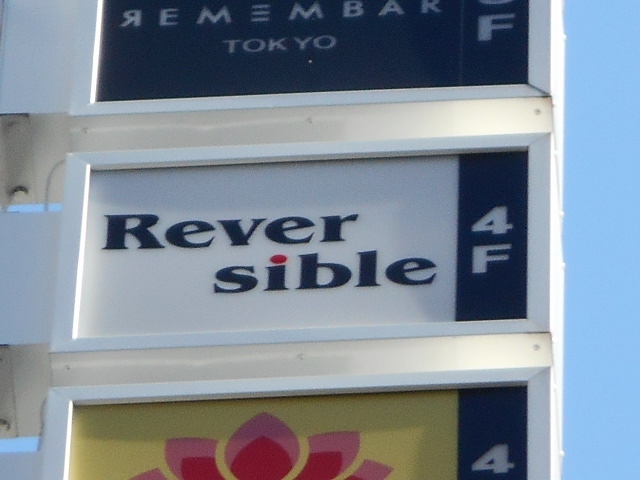 REMEMBAR
TOKYO
F
Rever
sible
4
F
4